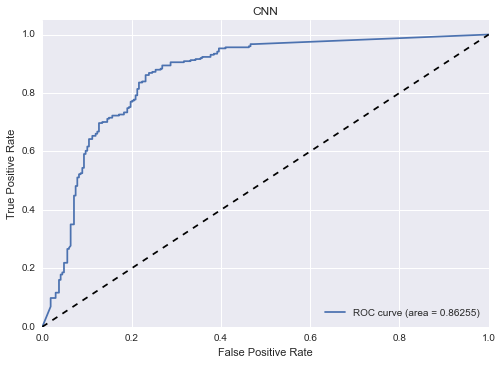 CNN
1.0
0.8
0.6
0.4
0.2
0.0
True Positive Rate
ROC curve (area = 0.86255)
0.0 0.2 0.4 0.6 0.8 1.0
False Positive Rate